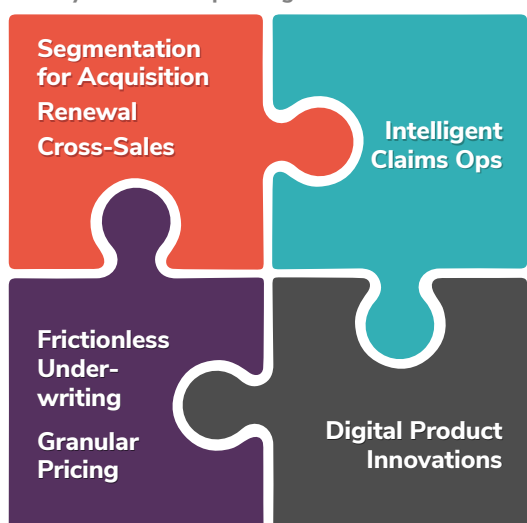 Segmentation
for Acquisition
Renewal
Cross-Sales
Intelligent
Claims Ops
Frictionless
Under-
writing
Granular
Pricing
Digital Product
Innovations